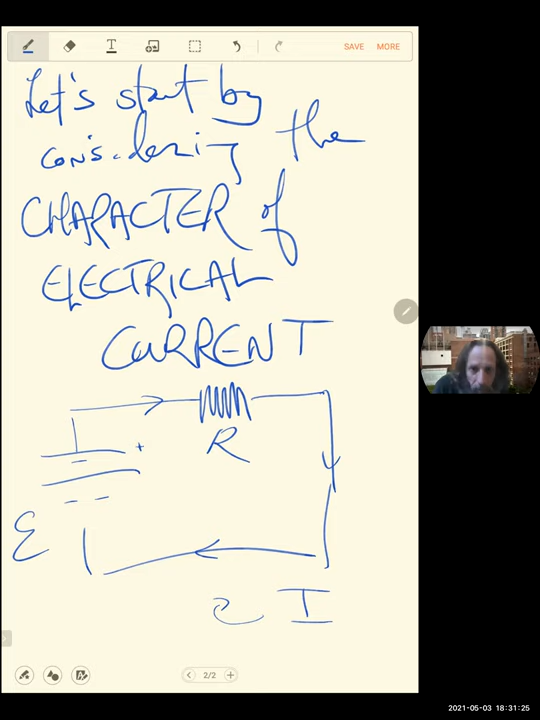 SAVE MORE
Let's start by
considering the
CHARACTER of
ELECTRICAL
CURRENT
R
+
ℰ
I
2/2
2021-05-03 18:31:25